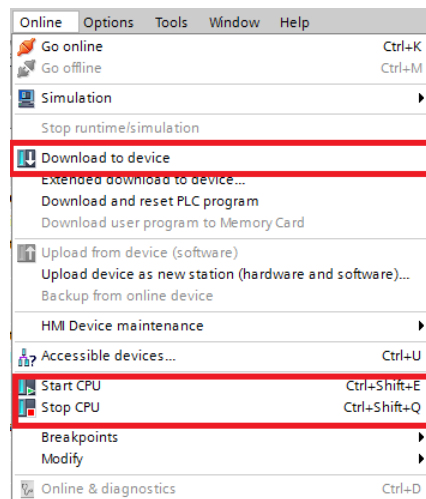 Online Options Tools Window Help
Go online Ctrl+K
Go offline Ctrl+M
Simulation
Stop runtime/simulation
Download to device
Extended download to device...
Download and reset PLC program
Download user program to Memory Card
Upload from device (software)
Upload device as new station (hardware and software)...
Backup from online device
HMI Device maintenance
Accessible devices... Ctrl+U
Start CPU Ctrl+Shift+E
Stop CPU Ctrl+Shift+Q
Breakpoints
Modify
Online & diagnostics Ctrl+D